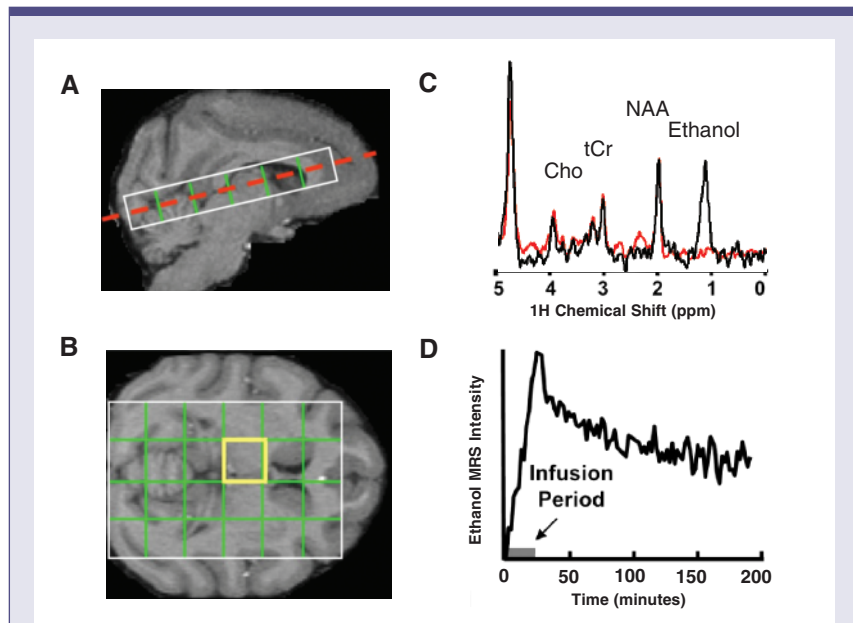 A
B
C
NAA
Ethanol
tCr
Cho
5 4 3 2 1 0
1H Chemical Shift (ppm)
D
Ethanol MRS Intensity
Infusion
Period
0 50 100 150 200
Time (minutes)